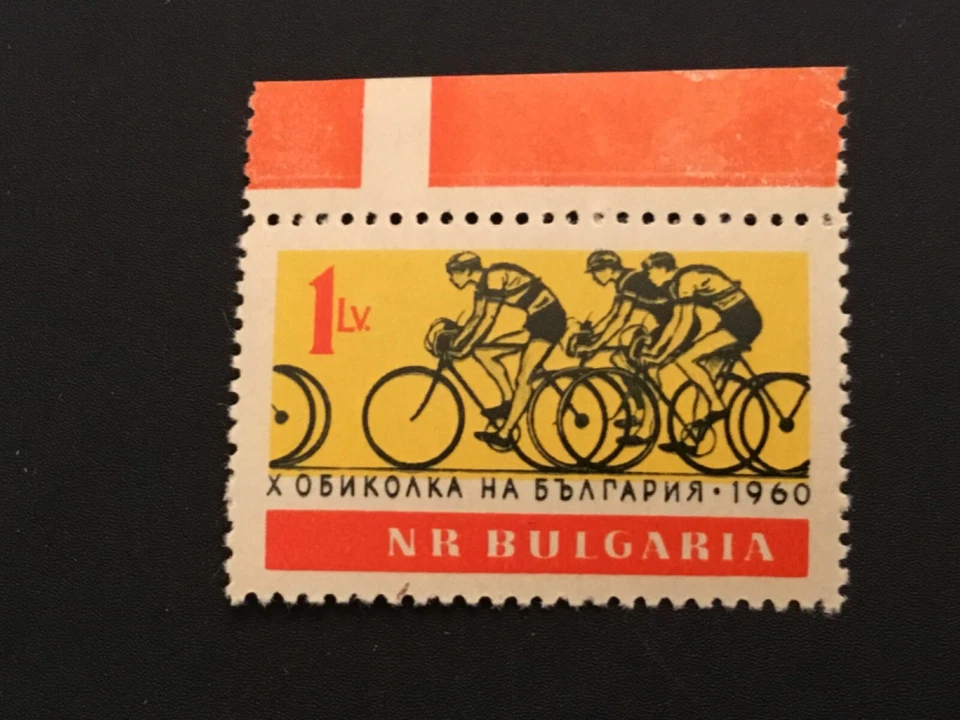 1 Lv.
X ОБИКОЛКА НА БЪЛГАРИЯ • 1960
NR BULGARIA